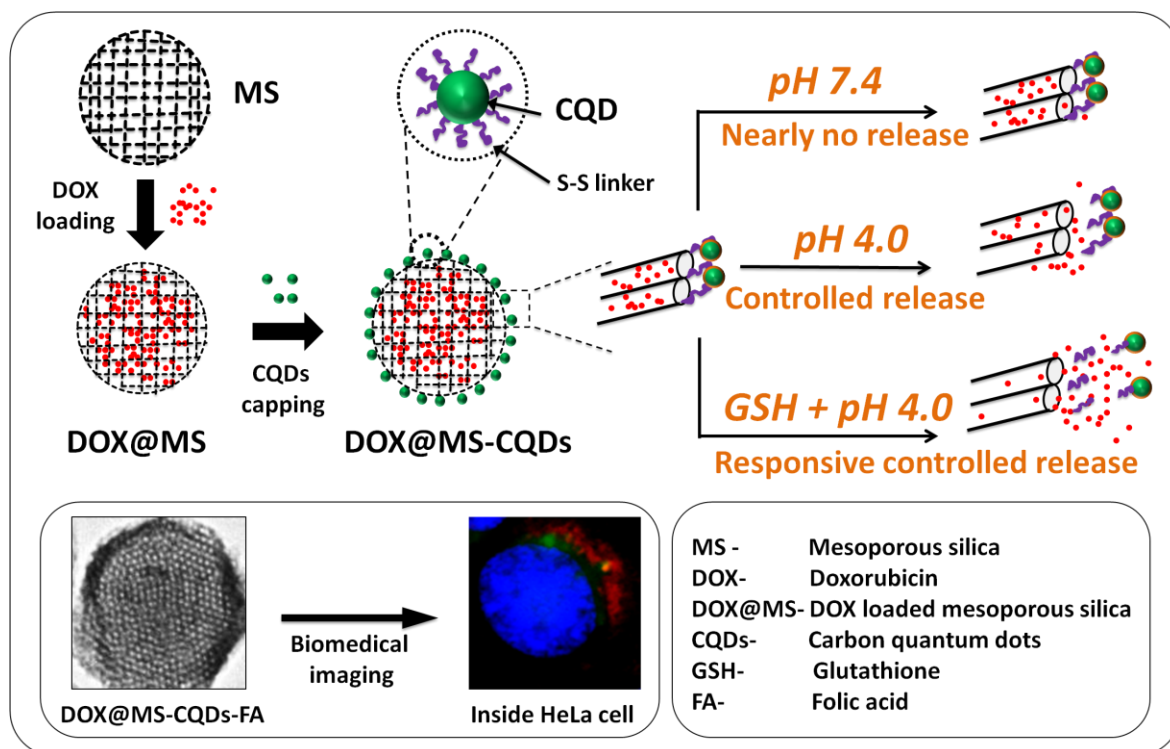 MS
DOX
loading
DOX@MS
CQDs
capping
CQD
S-S linker
DOX@MS-CQDs
pH 7.4
Nearly no release
pH 4.0
Controlled release
GSH + pH 4.0
Responsive controlled release
DOX@MS-CQDs-FA
Biomedical
imaging
Inside HeLa cell
MS - Mesoporous silica
DOX- Doxorubicin
DOX@MS- DOX loaded mesoporous silica
CQDs- Carbon quantum dots
GSH- Glutathione
FA- Folic acid